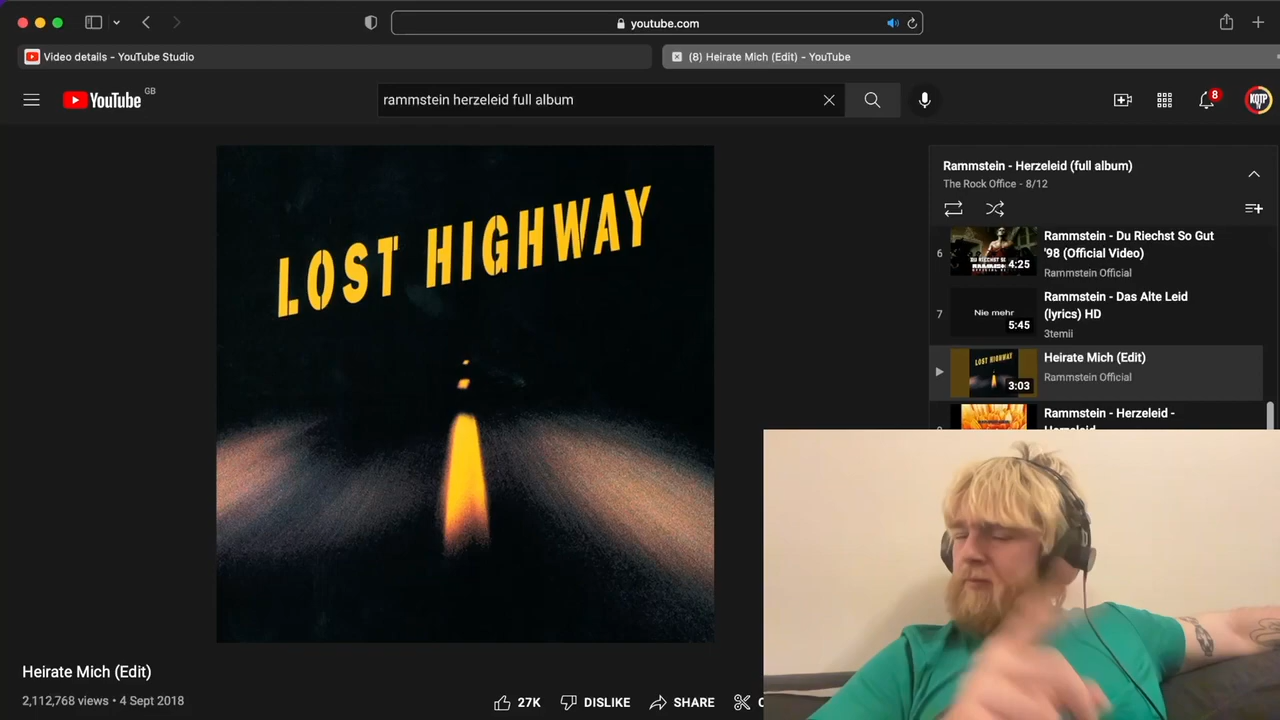 youtube.com
Video details - YouTube Studio
(8) Heirate Mich (Edit) - YouTube
YouTube GB
rammstein herzeleid full album
8
KQTP
LOST HIGHWAY
Rammstein - Herzeleid (full album)
The Rock Office - 8/12
6
4:25
Rammstein - Du Riechst So Gut
'98 (Official Video)
Rammstein Official
7
Nie mehr
5:45
Rammstein - Das Alte Leid
(lyrics) HD
3temii
LOST HIGHWAY
3:03
Heirate Mich (Edit)
Rammstein Official
Rammstein - Herzeleid -
Herzeleid
Heirate Mich (Edit)
2,112,768 views • 4 Sept 2018
27K
DISLIKE
SHARE